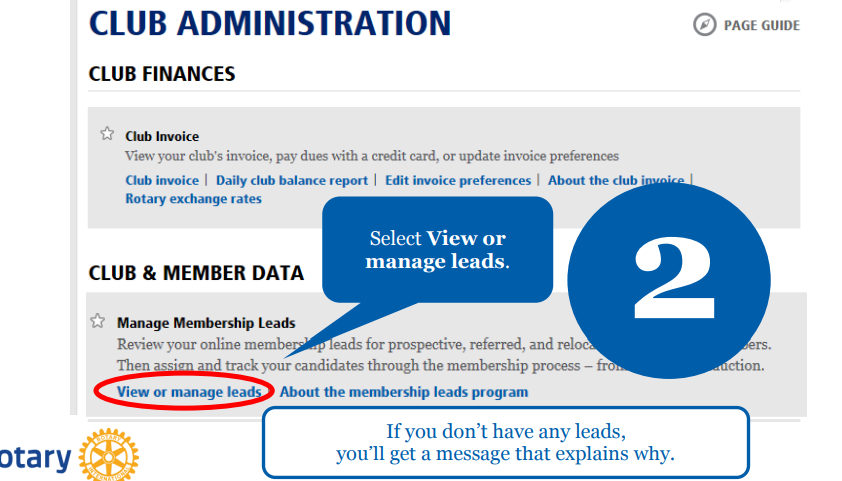 CLUB ADMINISTRATION
PAGE GUIDE
CLUB FINANCES
Club Invoice
View your club's invoice, pay dues with a credit card, or update invoice preferences
Club invoice | Daily club balance report | Edit invoice preferences | About the club invoice |
Rotary exchange rates
Select View or
manage leads.
2
CLUB & MEMBER DATA
Manage Membership Leads
Review your online membership leads for prospective, referred, and reloca bers.
Then assign and track your candidates through the membership process – from uction.
View or manage leads About the membership leads program
If you don’t have any leads,
you’ll get a message that explains why.
otary
ROTARY
INTERNATIONAL